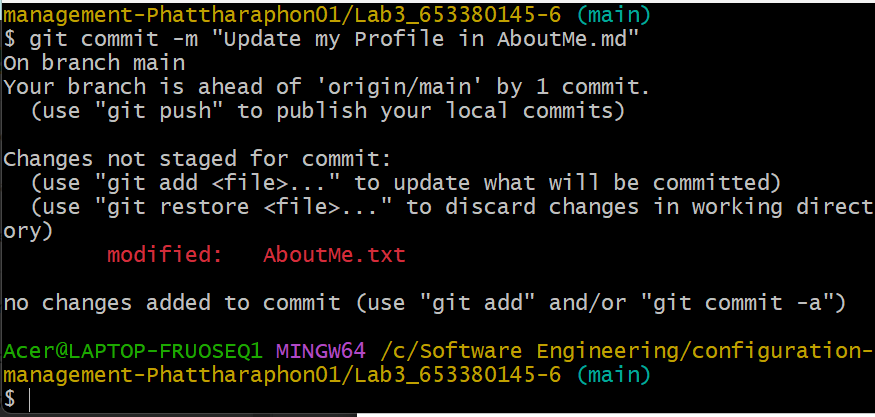 management-Phattharaphon01/Lab3_653380145-6 (main)
$ git commit -m "Update my Profile in AboutMe.md"
On branch main
Your branch is ahead of 'origin/main' by 1 commit.
  (use "git push" to publish your local commits)

Changes not staged for commit:
  (use "git add <file>..." to update what will be committed)
  (use "git restore <file>..." to discard changes in working direct
ory)
        modified:   AboutMe.txt

no changes added to commit (use "git add" and/or "git commit -a")

Acer@LAPTOP-FRUOSEQ1 MINGW64 /c/Software Engineering/configuration-
management-Phattharaphon01/Lab3_653380145-6 (main)
$